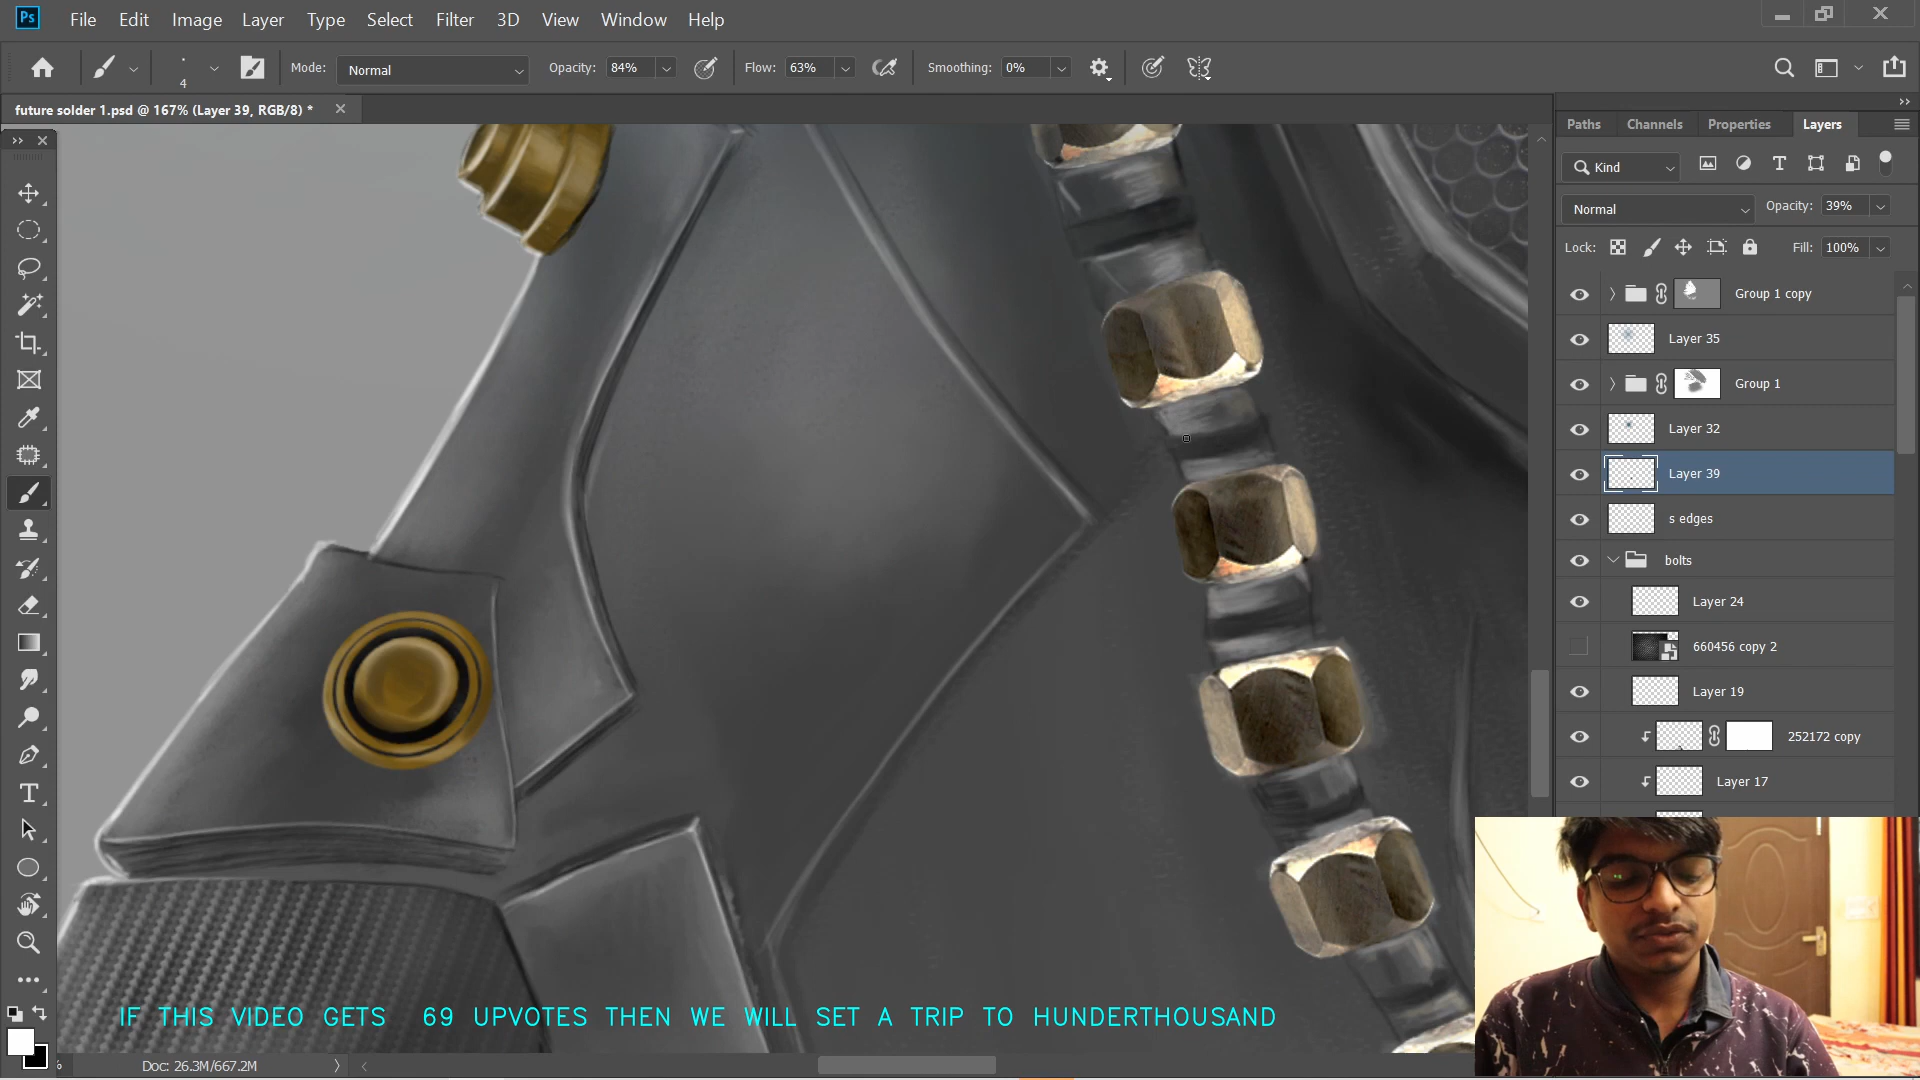 Ps File Edit Image Layer Type Select Filter 3D View Window Help
4 Mode: Normal Opacity: 84% Flow: 63% Smoothing: 0%
future solder 1.psd @ 167% (Layer 39, RGB/8) *
Paths Channels Properties Layers
Kind
Normal Opacity: 39%
Lock: Fill: 100%
Group 1 copy
Layer 35
Group 1
Layer 32
Layer 39
s edges
bolts
Layer 24
660456 copy 2
Layer 19
252172 copy
Layer 17
IF THIS VIDEO GETS 69 UPVOTES THEN WE WILL SET A TRIP TO HUNDERTHOUSAND
% Doc: 26.3M/667.2M